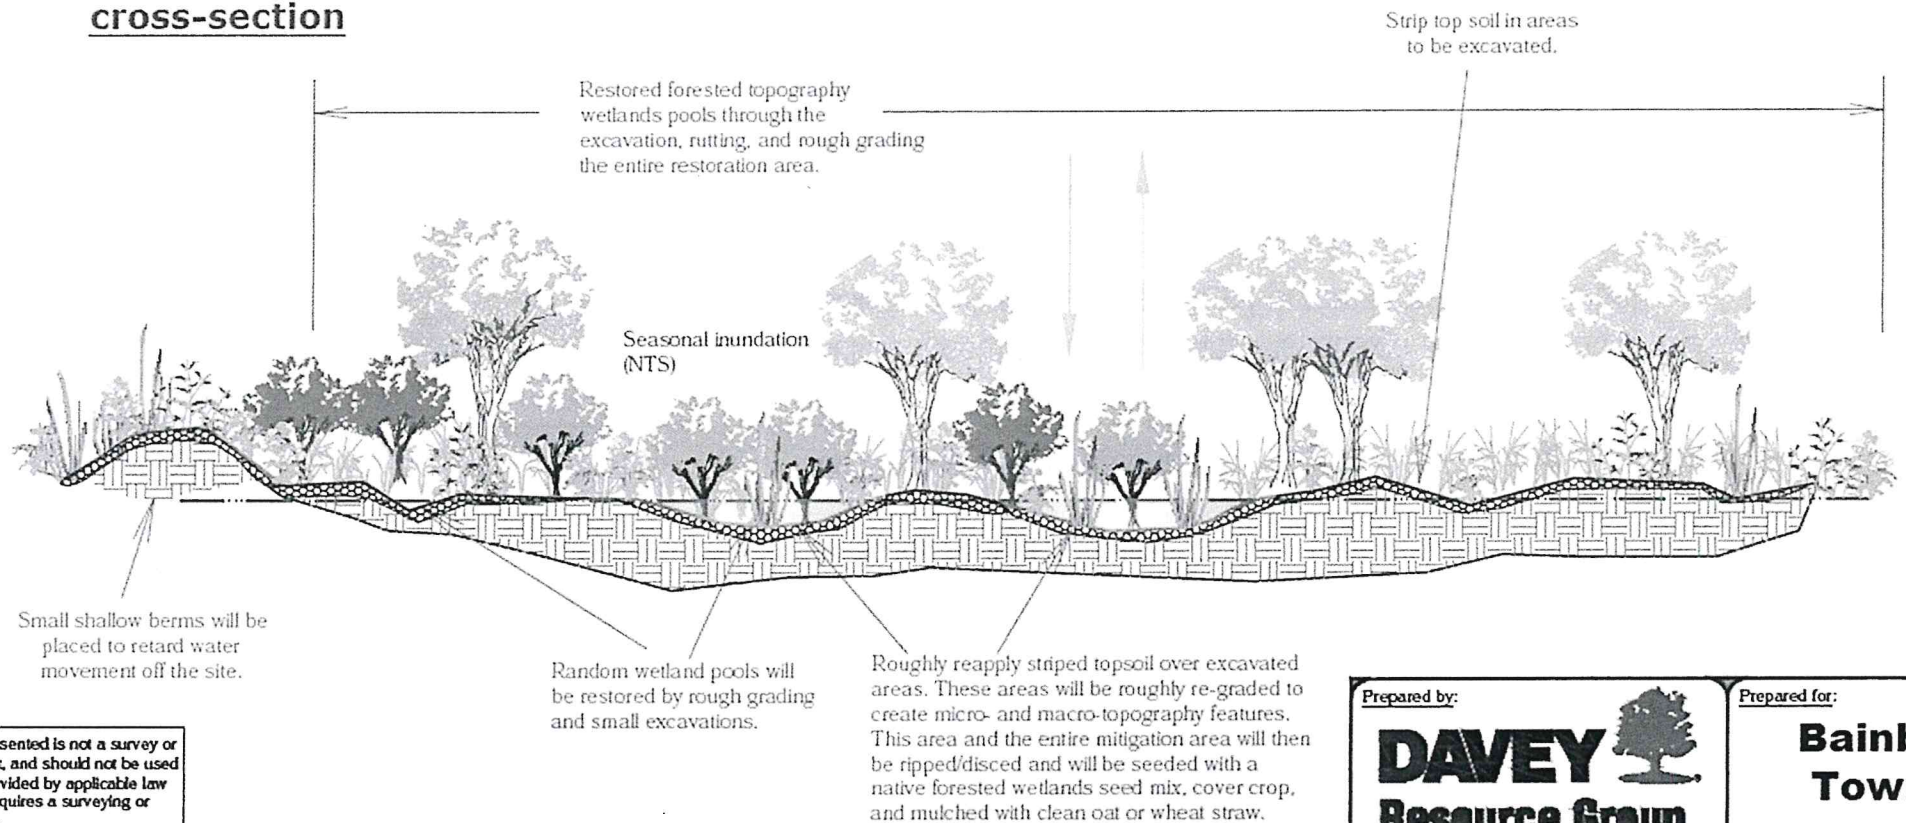 cross-section
Strip top soil in areas
to be excavated.
Restored forested topography
wetlands pools through the
excavation, rutting, and rough grading
the entire restoration area.
Seasonal inundation
(NTS)
Small shallow berms will be
placed to retard water
movement off the site.
Random wetland pools will
be restored by rough grading
and small excavations.
Roughly reapply striped topsoil over excavated
areas. These areas will be roughly re-graded to
create micro- and macro-topography features.
This area and the entire mitigation area will then
be ripped/disced and will be seeded with a
native forested wetlands seed mix, cover crop,
and mulched with clean oat or wheat straw.
is not a survey or
and should not be used
by applicable law
a surveying or
Prepared by:
DAVEY
Resource Group
Prepared for: